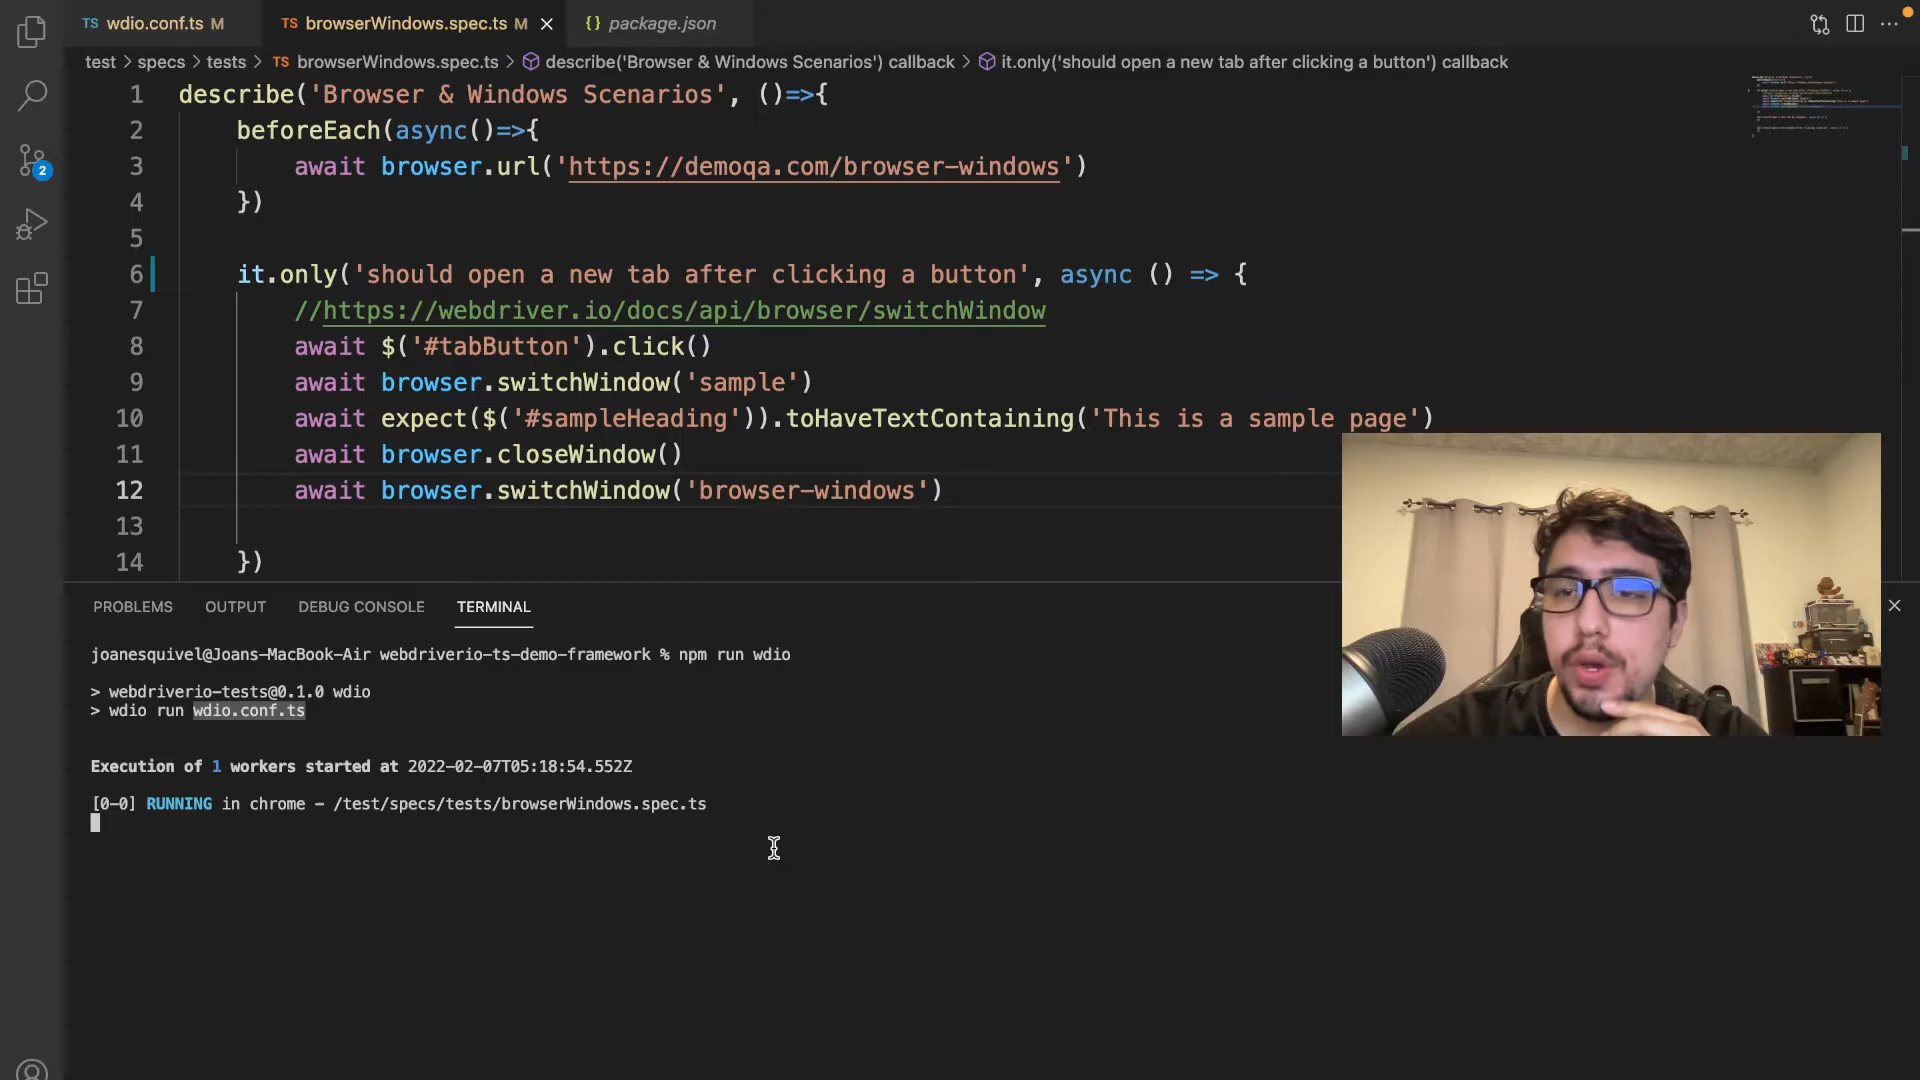 TS wdio.conf.ts M
TS browserWindows.spec.ts M
{} package.json
test > specs > tests > TS browserWindows.spec.ts > describe('Browser & Windows Scenarios') callback > it.only('should open a new tab after clicking a button') callback
1 describe('Browser & Windows Scenarios', ()=>{
2 beforeEach(async()=>{
3 await browser.url('https://demoqa.com/browser-windows')
4 })
5
6 it.only('should open a new tab after clicking a button', async () => {
7 //https://webdriver.io/docs/api/browser/switchWindow
8 await $('#tabButton').click()
9 await browser.switchWindow('sample')
10 await expect($('#sampleHeading')).toHaveTextContaining('This is a sample page')
11 await browser.closeWindow()
12 await browser.switchWindow('browser-windows')
13
14 })
2
PROBLEMS OUTPUT DEBUG CONSOLE TERMINAL
joanesquivel@Joans-MacBook-Air webdriverio-ts-demo-framework % npm run wdio
> webdriverio-tests@0.1.0 wdio
> wdio run wdio.conf.ts
Execution of 1 workers started at 2022-02-07T05:18:54.552Z
[0-0] RUNNING in chrome - /test/specs/tests/browserWindows.spec.ts